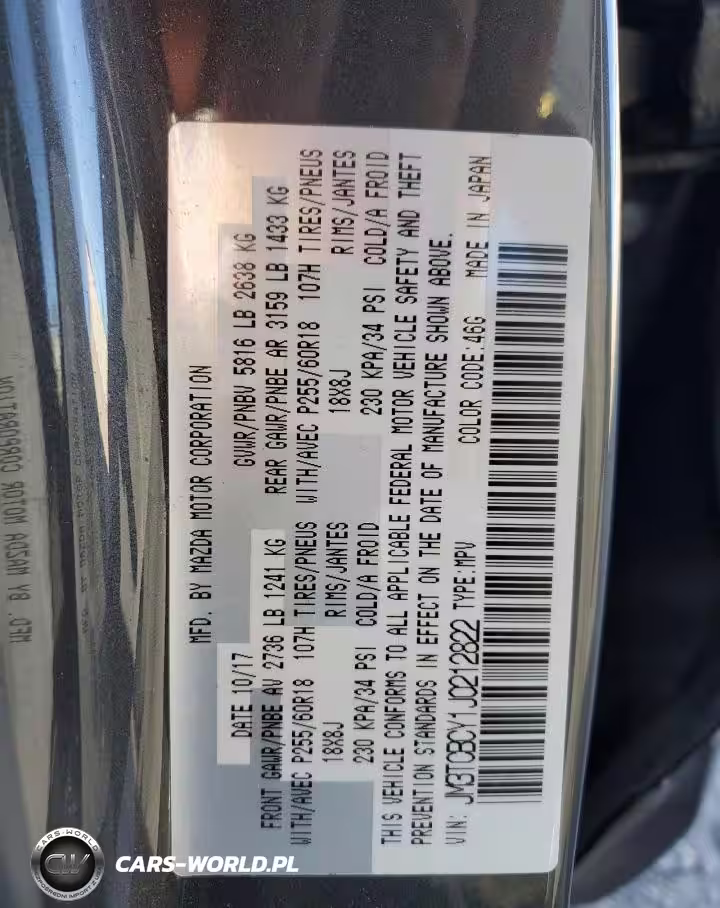 MFD. BY MAZDA MOTOR CORPORATION
DATE 10/17 GVWR/PNBV 5816 LB 2638 KG
FRONT GAWR/PNBE AV 2736 LB 1241 KG REAR GAWR/PNBE AR 3159 LB 1433 KG
WITH/AVEC P255/60R18 107H TIRES/PNEUS WITH/AVEC P255/60R18 107H TIRES/PNEUS
18X8J RIMS/JANTES 18X8J RIMS/JANTES
230 KPA/34 PSI COLD/A FROID 230 KPA/34 PSI COLD/A FROID
THIS VEHICLE CONFORMS TO ALL APPLICABLE FEDERAL MOTOR VEHICLE SAFETY AND THEFT
PREVENTION STANDARDS IN EFFECT ON THE DATE OF MANUFACTURE SHOWN ABOVE.
VIN: JM3TCBCY1J0212822 TYPE:MPV COLOR CODE:46G MADE IN JAPAN
CARS-WORLD
CW
CARS-WORLD.PL